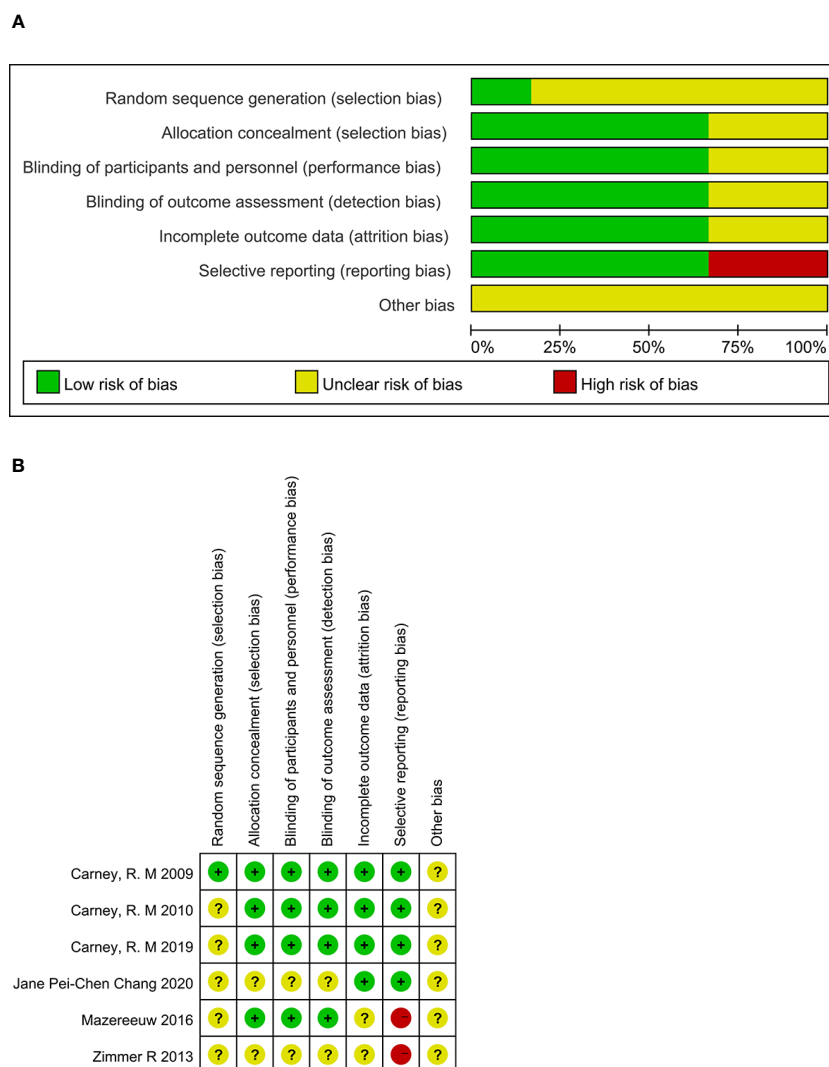 A
Random sequence generation (selection bias)
Allocation concealment (selection bias)
Blinding of participants and personnel (performance bias)
Blinding of outcome assessment (detection bias)
Incomplete outcome data (attrition bias)
Selective reporting (reporting bias)
Other bias
0% 25% 50% 75% 100%
Low risk of bias Unclear risk of bias High risk of bias
B
Random sequence generation (selection bias)
Allocation concealment (selection bias)
Blinding of participants and personnel (performance bias)
Blinding of outcome assessment (detection bias)
Incomplete outcome data (attrition bias)
Selective reporting (reporting bias)
Other bias
Carney, R. M 2009 + + + + + + ?
Carney, R. M 2010 ? + + + + + ?
Carney, R. M 2019 ? + + + + + ?
Jane Pei-Chen Chang 2020 ? ? ? ? + + ?
Mazereeuw 2016 ? + + + ? - ?
Zimmer R 2013 ? ? ? ? ? - ?